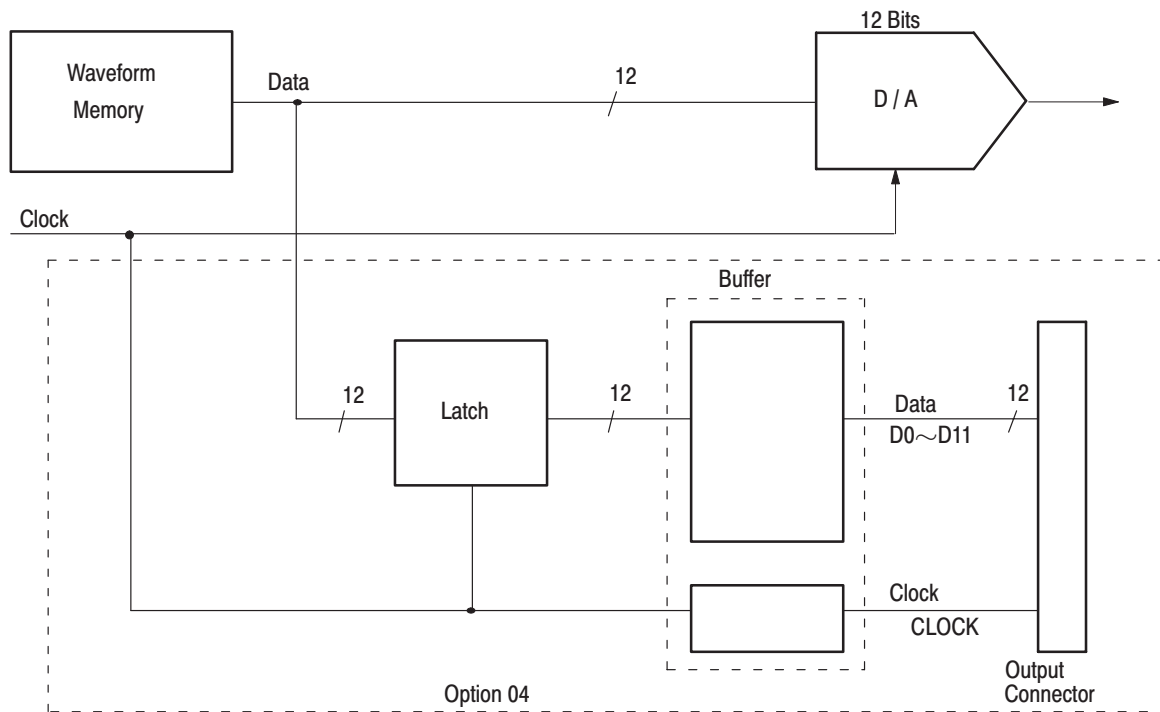 12 Bits
Waveform
Memory
Data
12
D / A
Clock
Buffer
12
Latch
12
Data
D0～D11
12
Clock
CLOCK
Output
Connector
Option 04